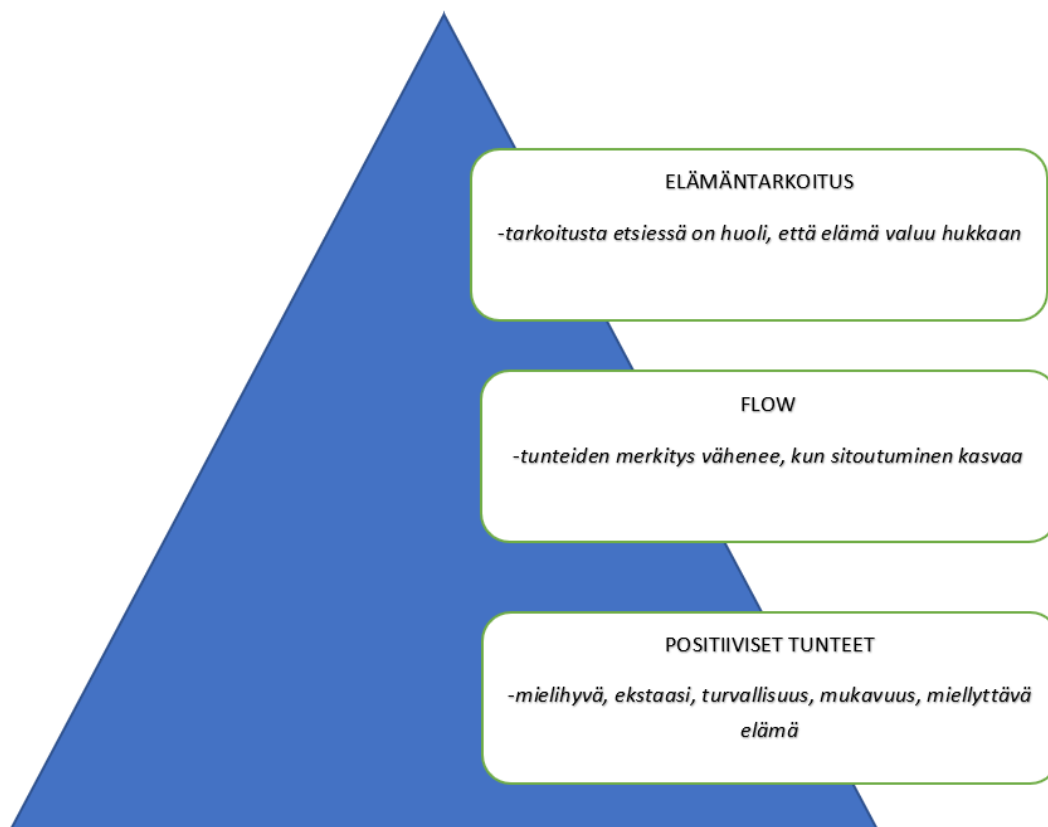 ELÄMÄNTARKOITUS
-tarkoitusta etsiessä on huoli, että elämä valuu hukkaan
FLOW
-tunteiden merkitys vähenee, kun sitoutuminen kasvaa
POSITIIVISET TUNTEET
-mielihyvä, ekstaasi, turvallisuus, mukavuus, miellyttävä
elämä